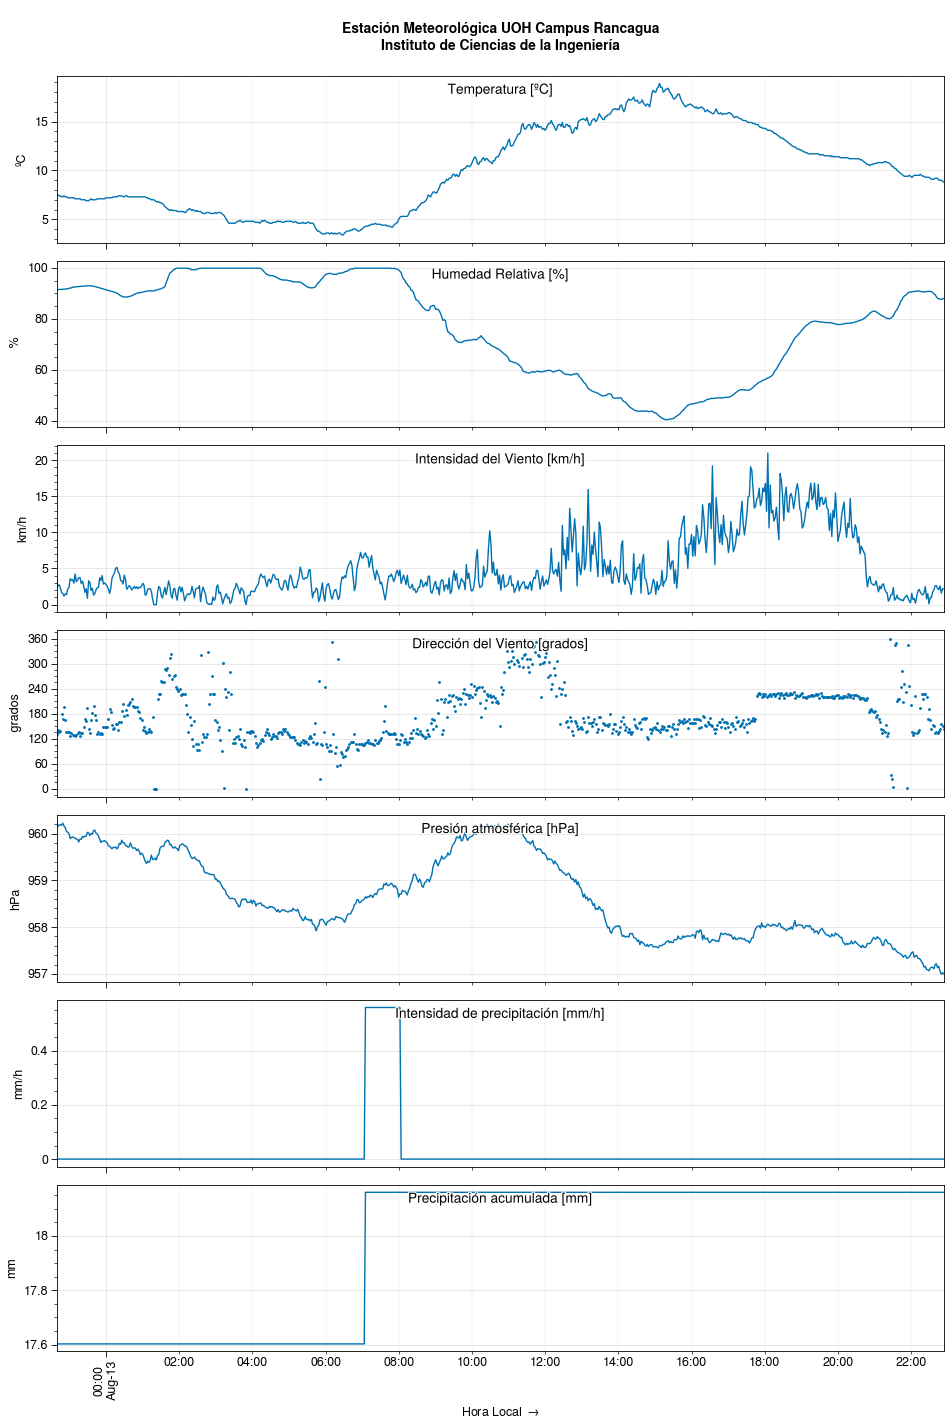 Estación Meteorológica UOH Campus Rancagua
Instituto de Ciencias de la Ingeniería
Temperatura [ºC]
15
10
5
ºC
Humedad Relativa [%]
100
80
60
40
%
Intensidad del Viento [km/h]
20
15
10
5
0
km/h
Dirección del Viento[grados]
360
300
240
180
120
60
0
grados
Presión atmosférica [hPa]
960
959
958
957
hPa
Intensidad de precipitación [mm/h]
0.4
0.2
0
mm/h
Precipitación acumulada [mm]
18
17.8
17.6
mm
00:00
Aug-13
02:00
04:00
06:00
08:00
10:00
12:00
14:00
16:00
18:00
20:00
22:00
Hora Local →